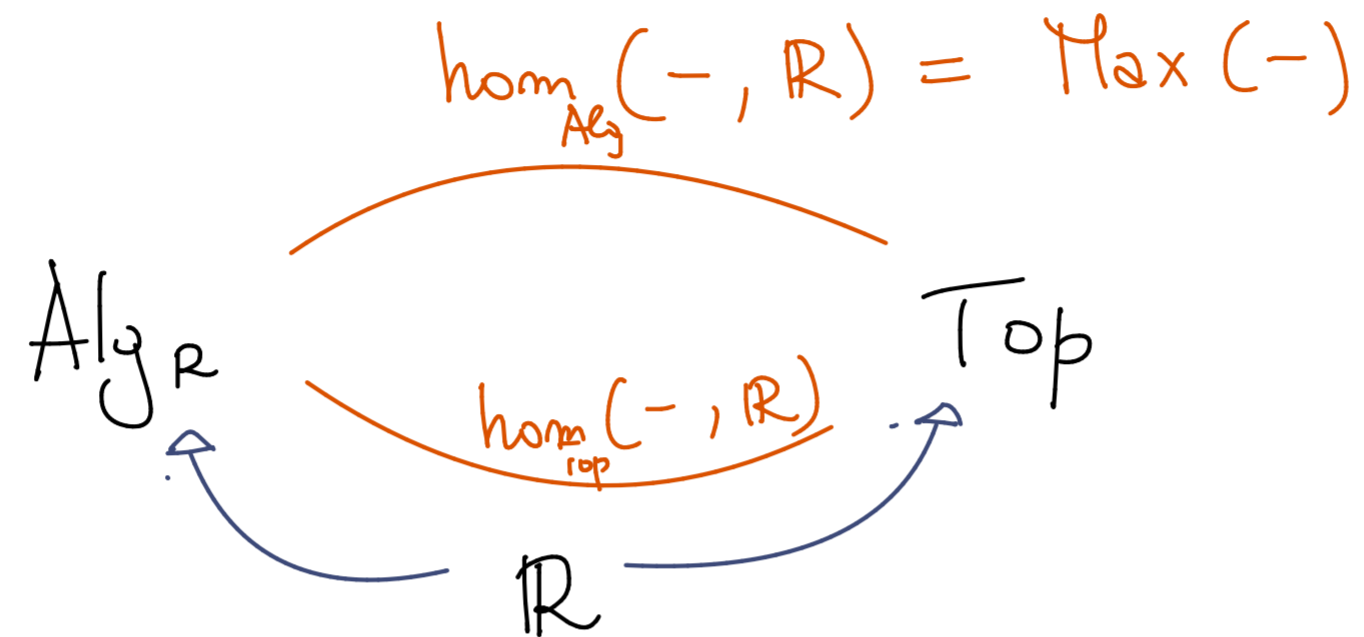 hom_Alg (-, ℝ) = Max (-)
Alg_R
Top
hom_Top (-, ℝ)
ℝ